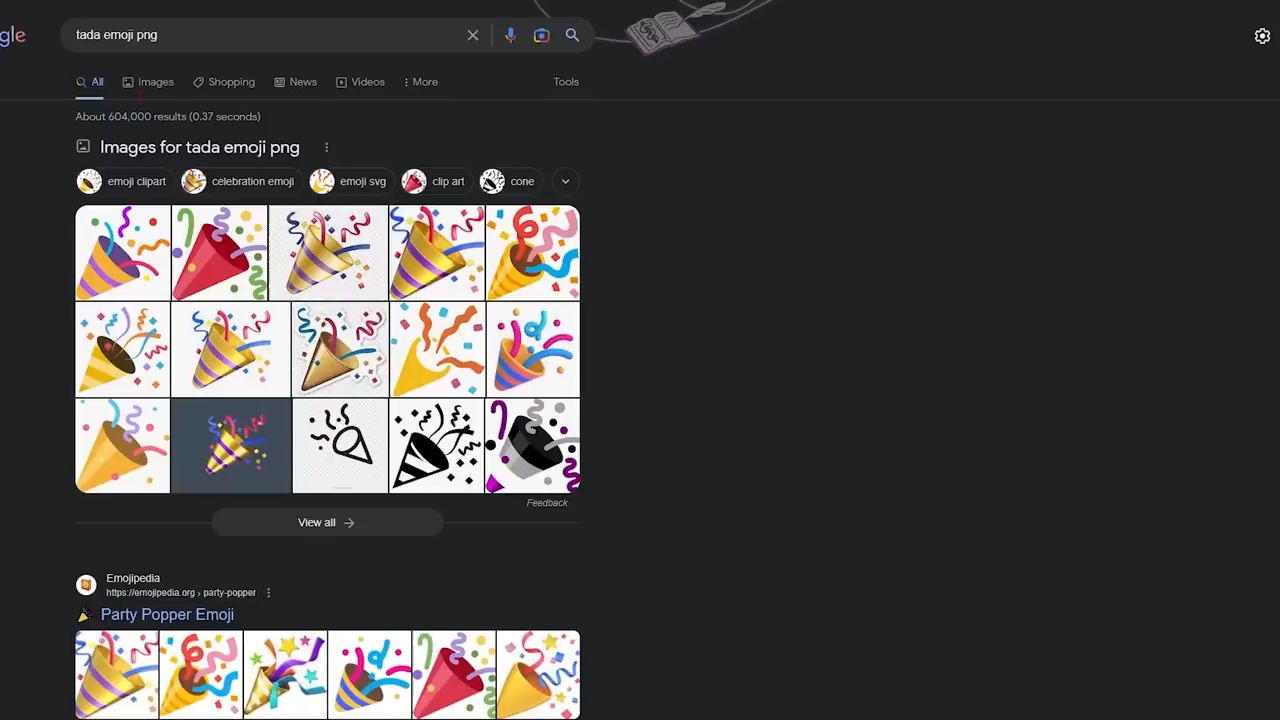 gle
tada emoji png
All Images Shopping News Videos More Tools
About 604,000 results (0.37 seconds)
Images for tada emoji png
emoji clipart celebration emoji emoji svg clip art cone
Feedback
View all
Emojipedia
https://emojipedia.org › party-popper
Party Popper Emoji